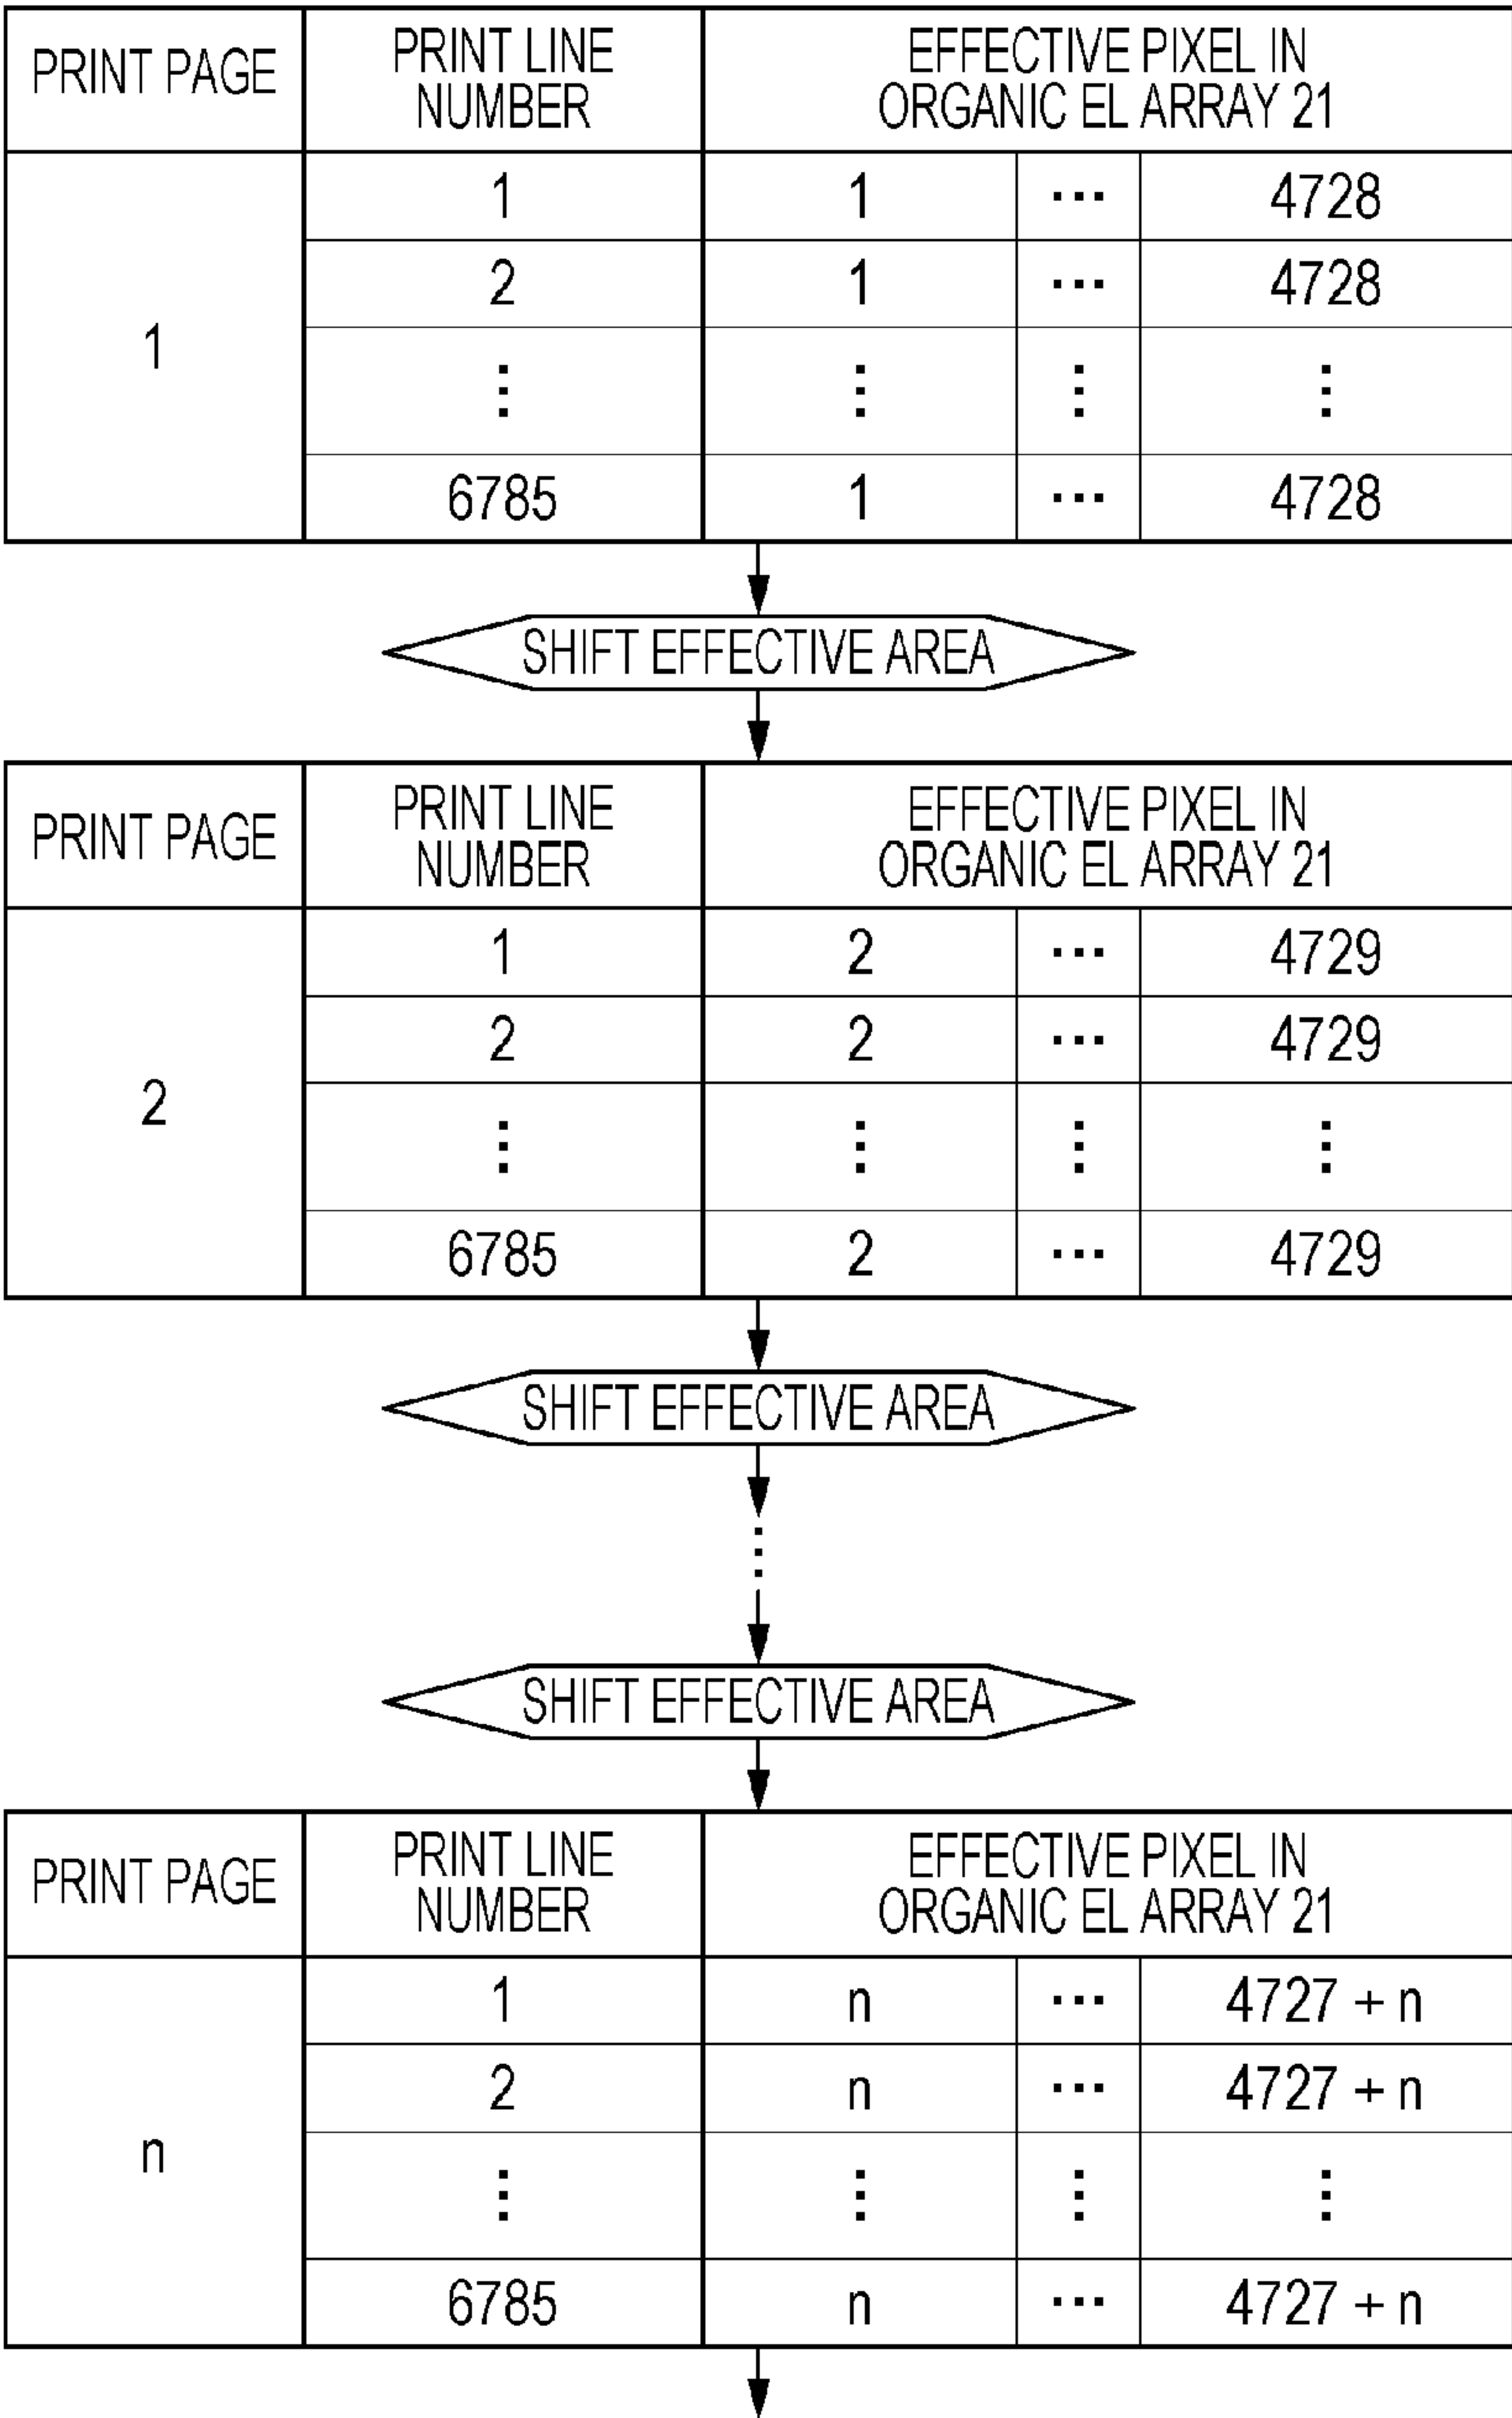 PRINT PAGE
PRINT LINE
NUMBER
EFFECTIVE PIXEL IN
ORGANIC EL ARRAY 21
1
1 1 ··· 4728
2 1 ··· 4728
⋮ ⋮ ⋮ ⋮
6785 1 ··· 4728
SHIFT EFFECTIVE AREA
PRINT PAGE
PRINT LINE
NUMBER
EFFECTIVE PIXEL IN
ORGANIC EL ARRAY 21
2
1 2 ··· 4729
2 2 ··· 4729
⋮ ⋮ ⋮ ⋮
6785 2 ··· 4729
SHIFT EFFECTIVE AREA
⋮
SHIFT EFFECTIVE AREA
PRINT PAGE
PRINT LINE
NUMBER
EFFECTIVE PIXEL IN
ORGANIC EL ARRAY 21
n
1 n ··· 4727 + n
2 n ··· 4727 + n
⋮ ⋮ ⋮ ⋮
6785 n ··· 4727 + n